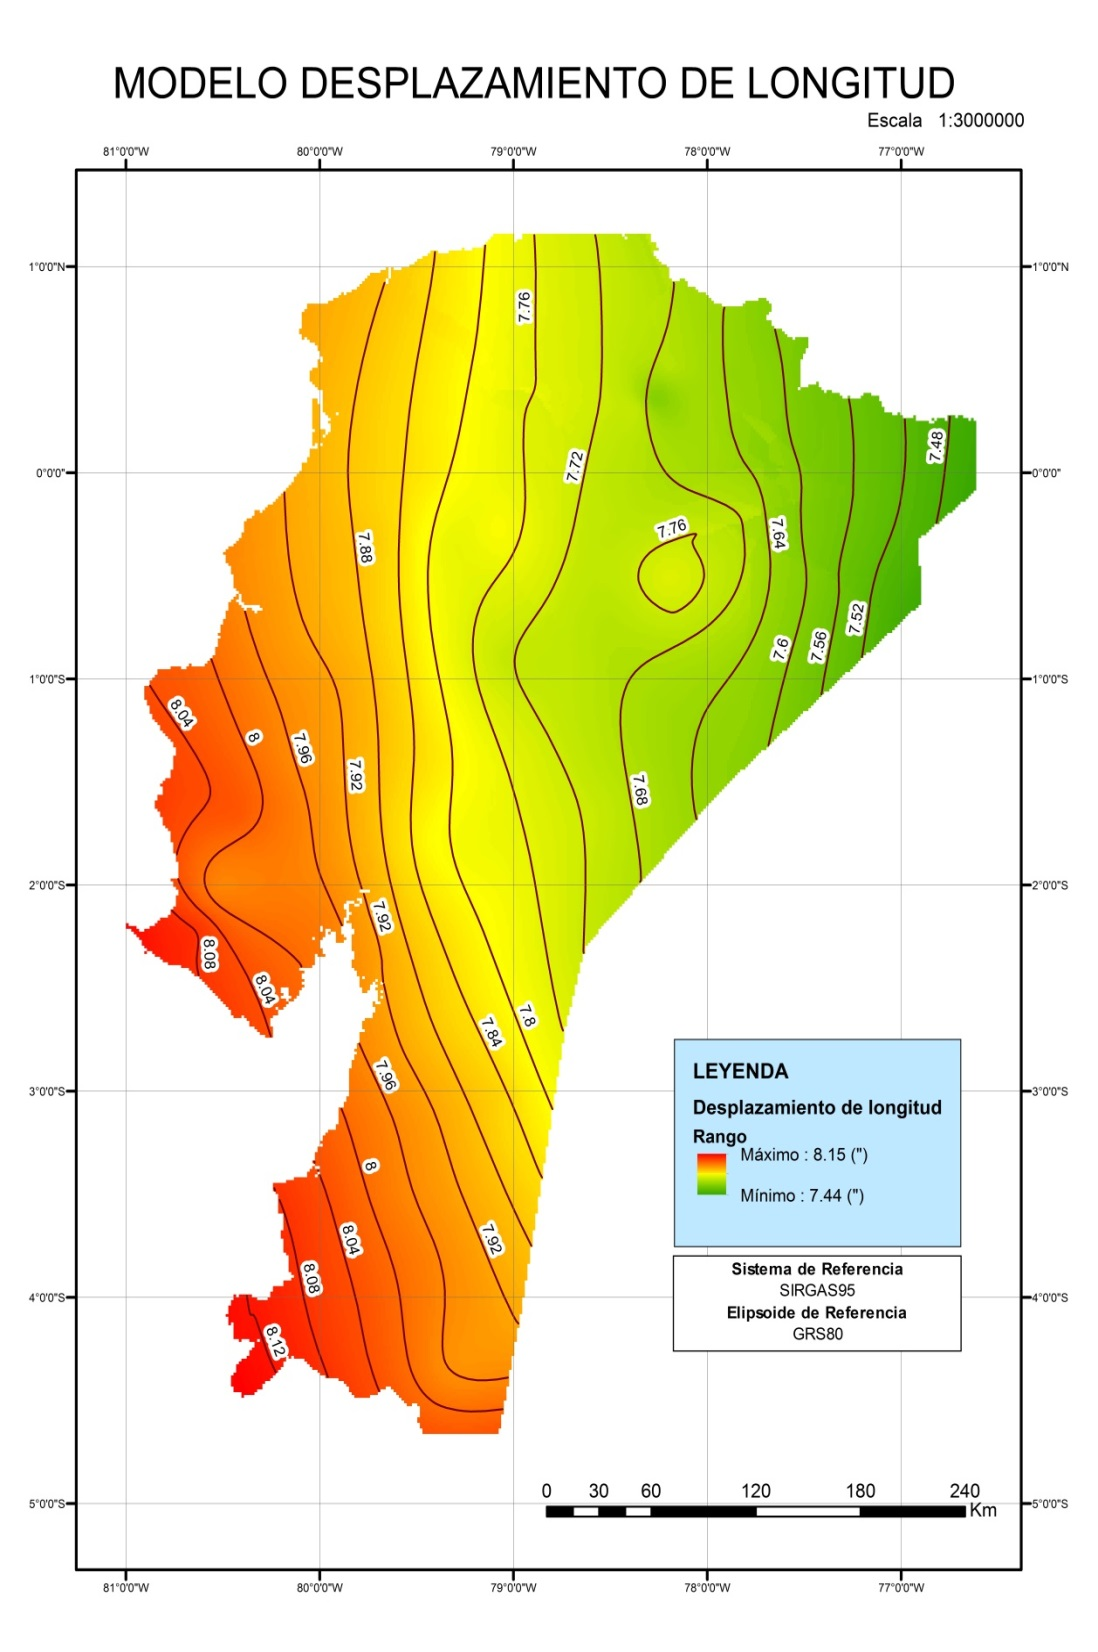 MODELO DESPLAZAMIENTO DE LONGITUD
Escala 1:3000000
81°0'0"W 80°0'0"W 79°0'0"W 78°0'0"W 77°0'0"W
1°0'0"N 1°0'0"N
7.76
7.48
7.72
0°0'0" 0°0'0"
7.76
7.64
7.88
7.52
7.56
7.6
1°0'0"S 1°0'0"S
8.04
8
7.96
7.92
7.68
2°0'0"S 2°0'0"S
7.92
8.08
8.04
7.8
7.84
3°0'0"S 3°0'0"S
7.96
8
7.92
8.04
8.08
4°0'0"S 4°0'0"S
8.12
LEYENDA
Desplazamiento de longitud
Rango
Máximo : 8.15 (")
Mínimo : 7.44 (")
Sistema de Referencia
SIRGAS95
Elipsoide de Referencia
GRS80
0 30 60 120 180 240
Km
5°0'0"S 5°0'0"S
81°0'0"W 80°0'0"W 79°0'0"W 78°0'0"W 77°0'0"W